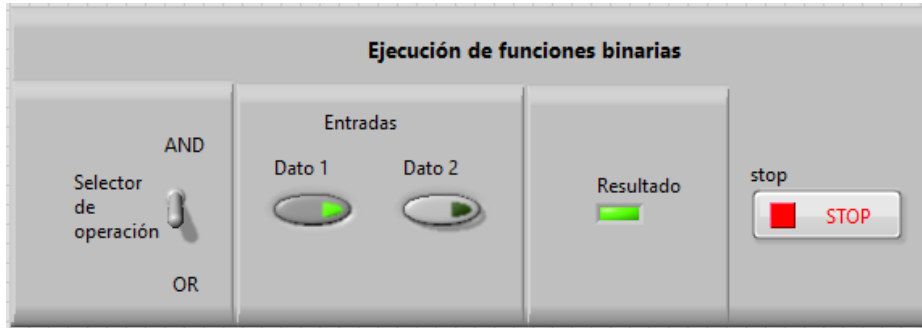 Ejecución de funciones binarias
AND
Selector
de
operación
OR
Entradas
Dato 1
Dato 2
Resultado
stop
STOP